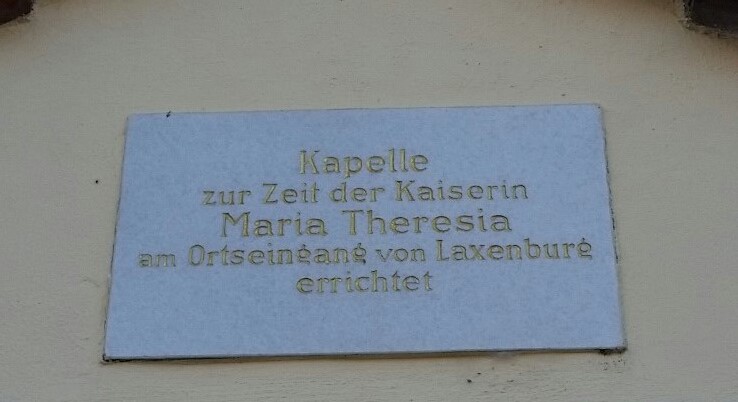 Kapelle
zur Zeit der Kaiserin
Maria Theresia
am Ortseingang von Laxenburg
errichtet